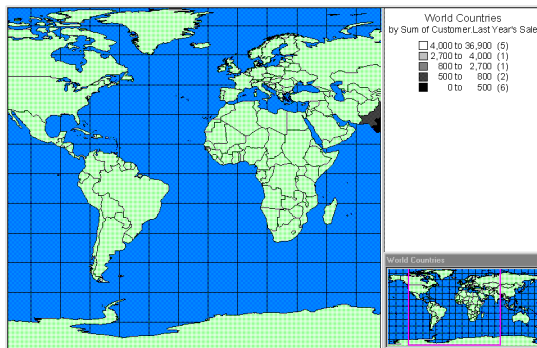 World Countries
by Sum of Customer.Last Year's Sale
4,000 to 36,900 (5)
2,700 to 4,000 (1)
800 to 2,700 (1)
500 to 800 (2)
0 to 500 (6)
World Countries